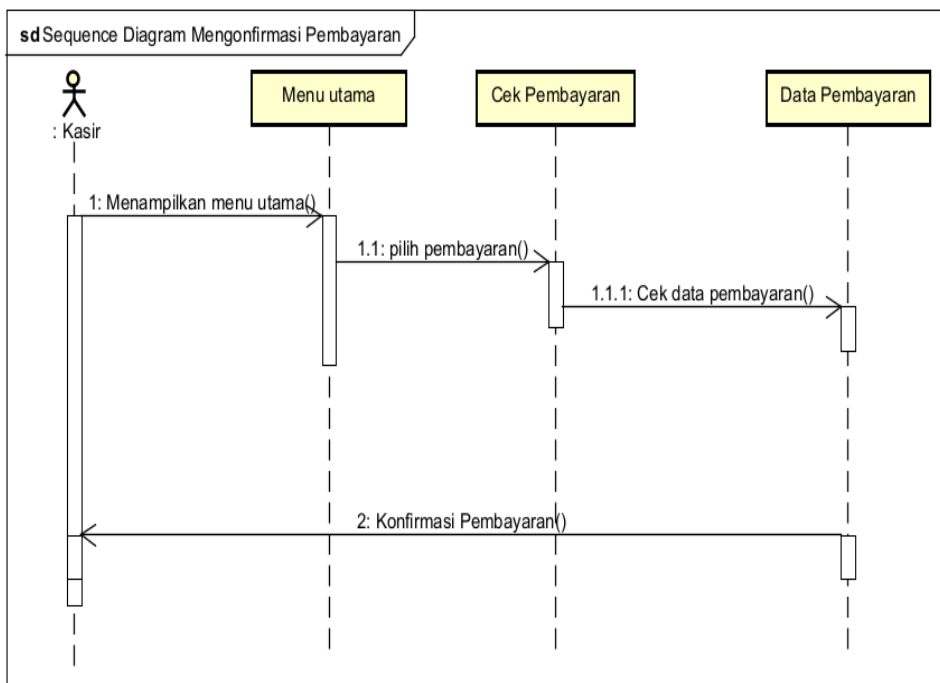 sd Sequence Diagram Mengonfirmasi Pembayaran
: Kasir
Menu utama
Cek Pembayaran
Data Pembayaran
1: Menampilkan menu utama()
1.1: pilih pembayaran()
1.1.1: Cek data pembayaran()
2: Konfirmasi Pembayaran()